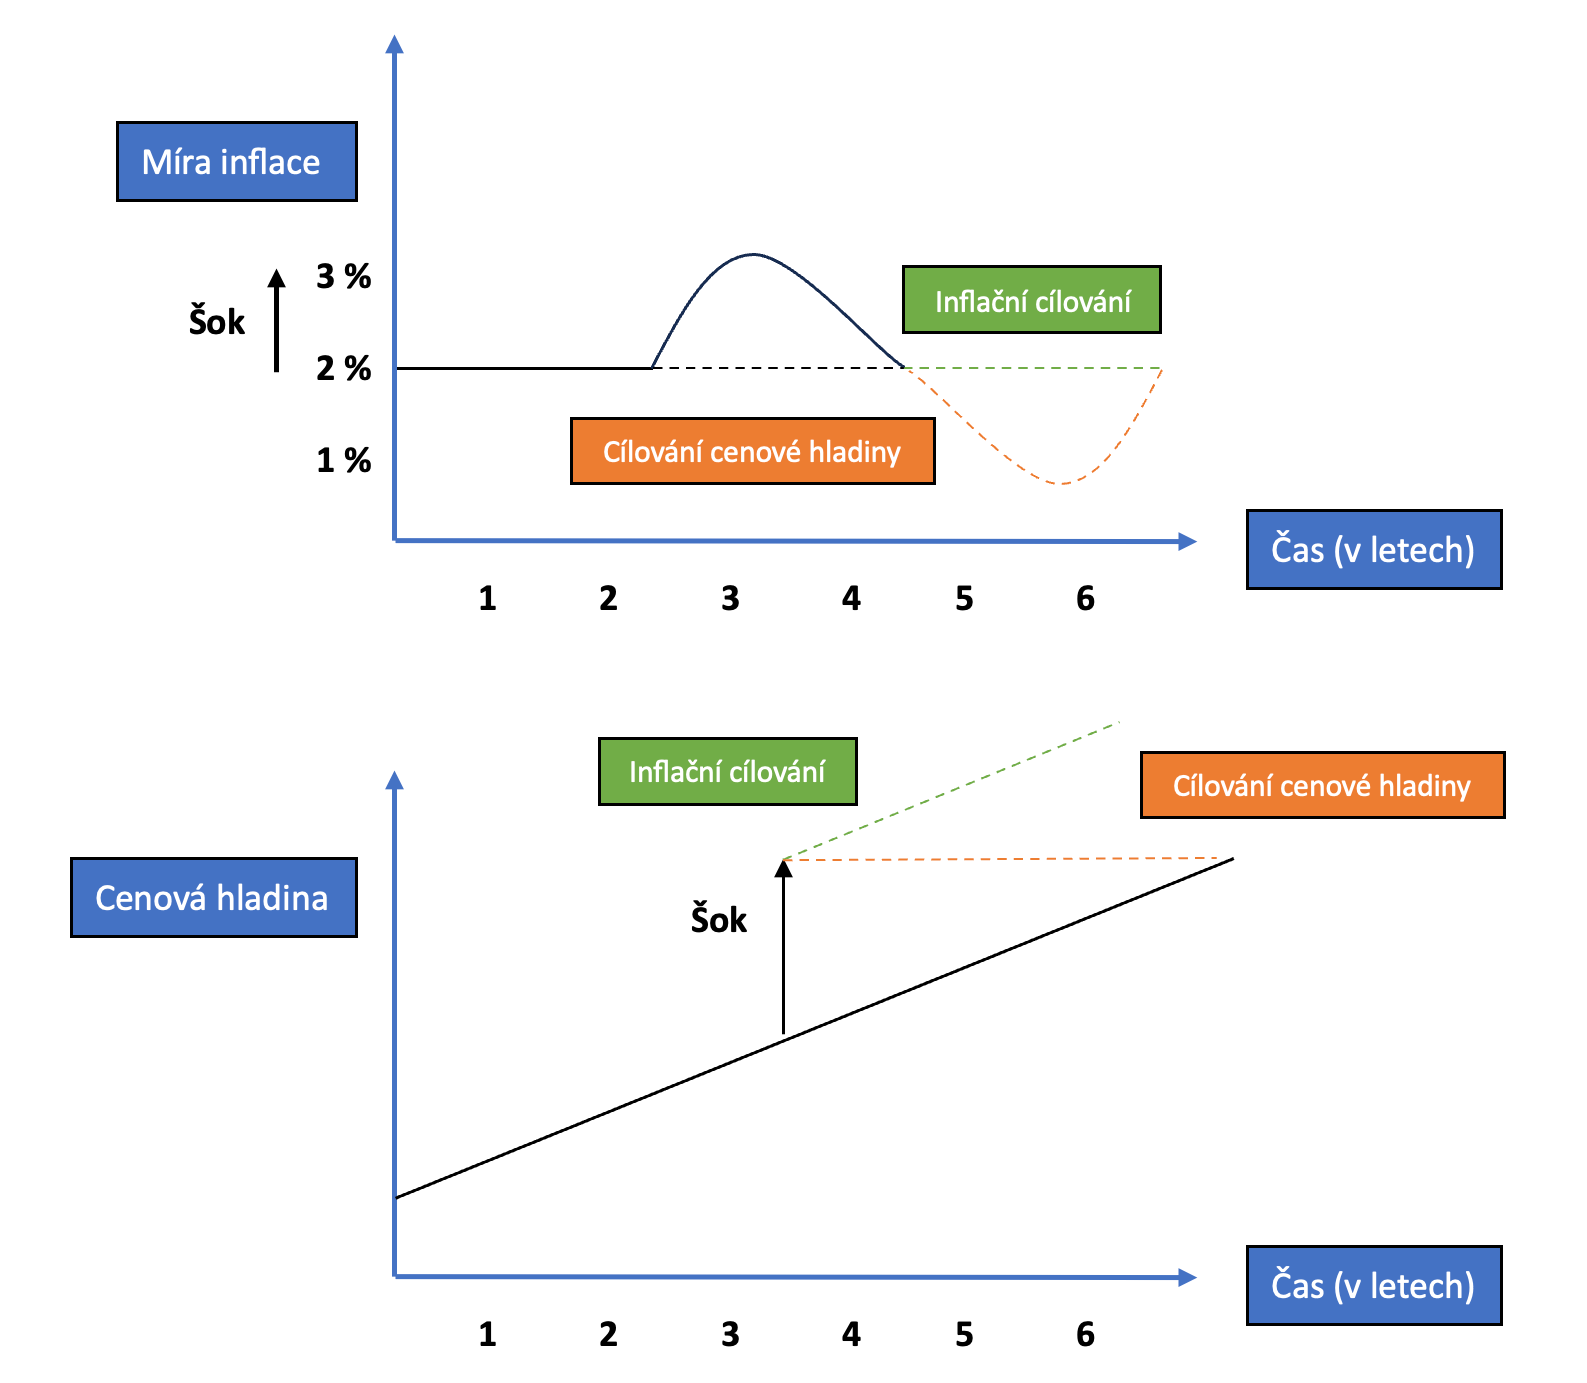 Míra inflace
3 %
Šok
2 %
1 %
Inflační cílování
Cílování cenové hladiny
Čas (v letech)
1 2 3 4 5 6
Inflační cílování
Cílování cenové hladiny
Cenová hladina
Šok
Čas (v letech)
1 2 3 4 5 6